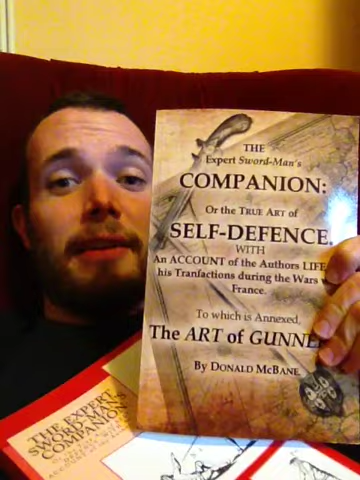 THE
Expert Sword-Man's
COMPANION:
Or the TRUE ART of
SELF-DEFENCE.
WITH
An ACCOUNT of the Authors LIFE
his Tranſactions during the Wars
France.
To which is Annexed,
The ART of GUNNE
By DONALD McBANE.
THE EXPERT
SWORD-MAN'S
COMPANION